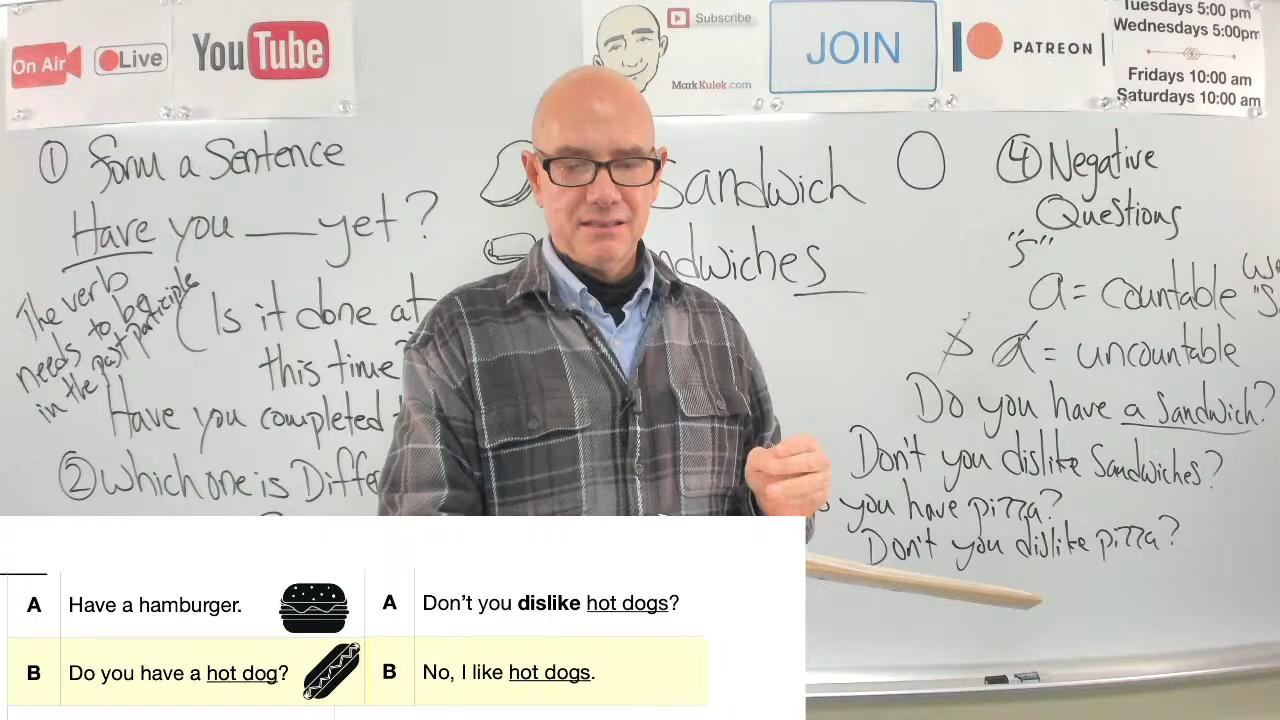 On Air
Live
YouTube
Subscribe
MarkKulek.com
JOIN
PATREON
Tuesdays 5:00 pm
Wednesdays 5:00pm
Fridays 10:00 am
Saturdays 10:00 am
① Form a Sentence
Have you ___ yet?
The verb
needs to be
in the past participle
Is it done at
this time?
Have you completed
② Which one is Diffe
Sandwich
ndwiches
④ Negative
Questions
"S"
a = countable
a = uncountable
Do you have a sandwich?
Don't you dislike Sandwiches?
you have pizza?
Don't you dislike pizza?
A Have a hamburger.
B Do you have a hot dog?
A Don't you dislike hot dogs?
B No, I like hot dogs.